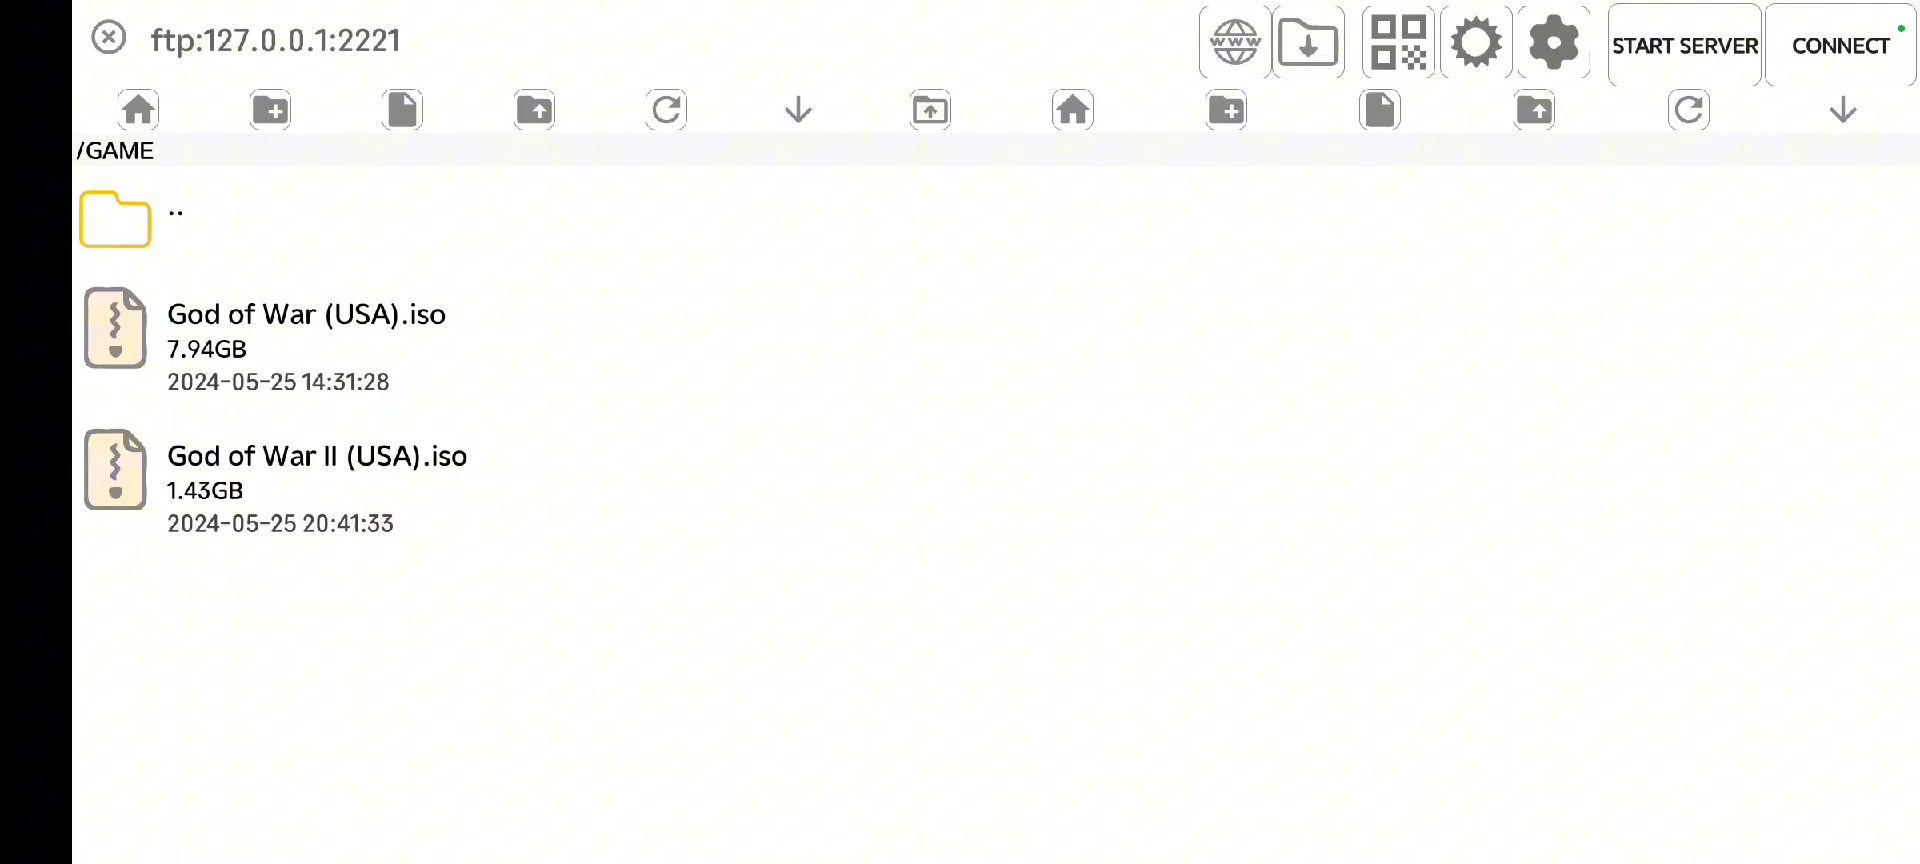 ftp:127.0.0.1:2221
WWW
START SERVER
CONNECT
/GAME
..
God of War (USA).iso
7.94GB
2024-05-25 14:31:28
God of War II (USA).iso
1.43GB
2024-05-25 20:41:33